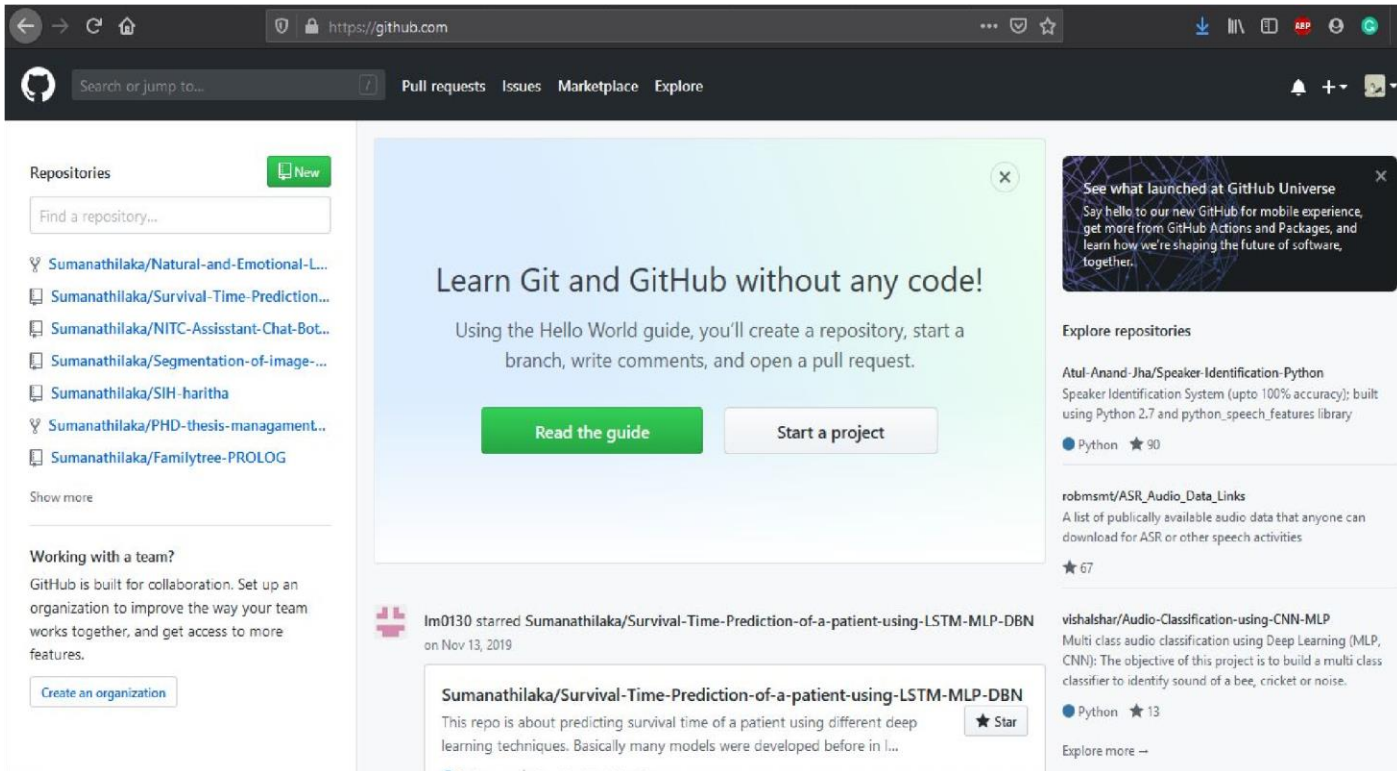 https://github.com
ABP
G
Search or jump to...
/
Pull requests Issues Marketplace Explore
Repositories
New
Find a repository...
Sumanathilaka/Natural-and-Emotional-L...
Sumanathilaka/Survival-Time-Prediction...
Sumanathilaka/NITC-Assisstant-Chat-Bot...
Sumanathilaka/Segmentation-of-image-...
Sumanathilaka/SIH-haritha
Sumanathilaka/PHD-thesis-managament...
Sumanathilaka/Familytree-PROLOG
Show more
Working with a team?
GitHub is built for collaboration. Set up an
organization to improve the way your team
works together, and get access to more
features.
Create an organization
Learn Git and GitHub without any code!
Using the Hello World guide, you’ll create a repository, start a
branch, write comments, and open a pull request.
Read the guide
Start a project
lm0130 starred Sumanathilaka/Survival-Time-Prediction-of-a-patient-using-LSTM-MLP-DBN
on Nov 13, 2019
Sumanathilaka/Survival-Time-Prediction-of-a-patient-using-LSTM-MLP-DBN
This repo is about predicting survival time of a patient using different deep
learning techniques. Basically many models were developed before in l...
Star
See what launched at GitHub Universe
Say hello to our new GitHub for mobile experience,
get more from GitHub Actions and Packages, and
learn how we're shaping the future of software,
together.
Explore repositories
Atul-Anand-Jha/Speaker-Identification-Python
Speaker Identification System (upto 100% accuracy); built
using Python 2.7 and python_speech_features library
Python 90
robmsmt/ASR_Audio_Data_Links
A list of publically available audio data that anyone can
download for ASR or other speech activities
67
vishalshar/Audio-Classification-using-CNN-MLP
Multi class audio classification using Deep Learning (MLP,
CNN): The objective of this project is to build a multi class
classifier to identify sound of a bee, cricket or noise.
Python 13
Explore more →